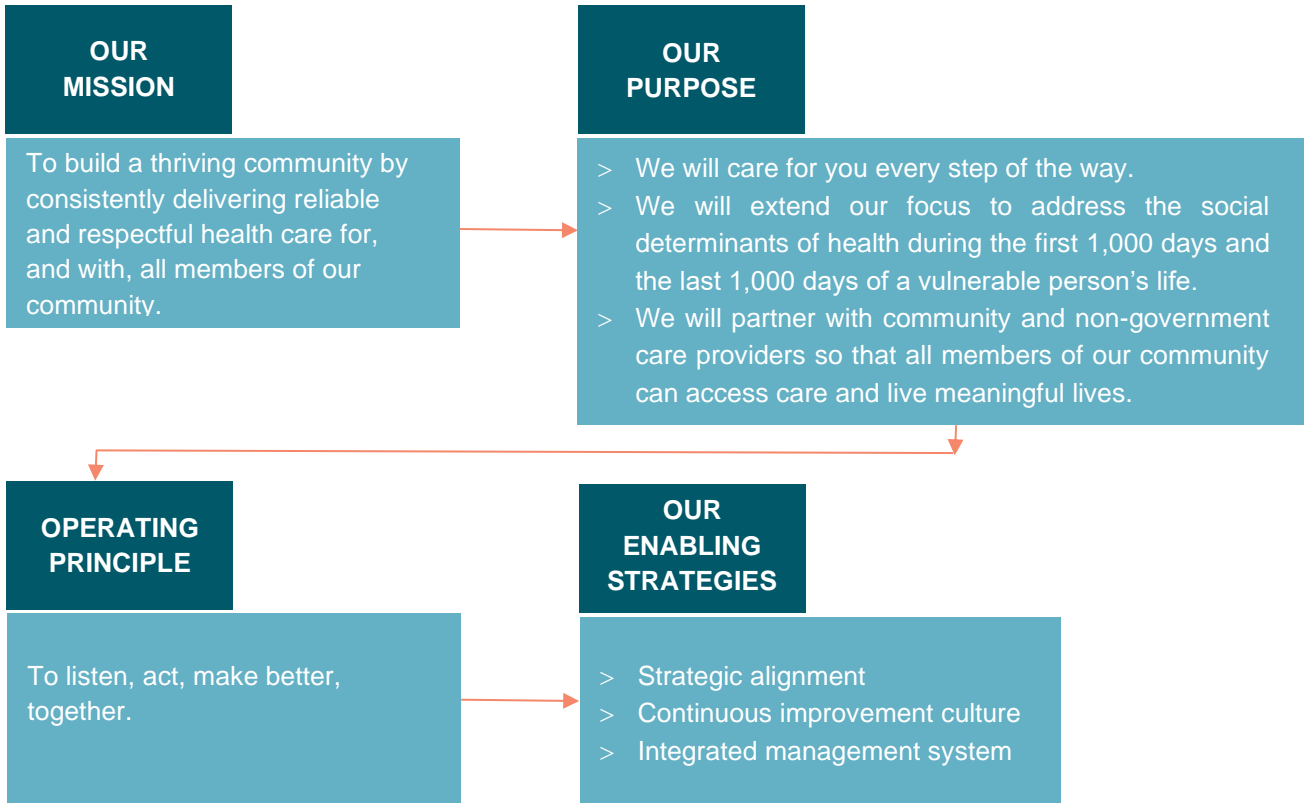 OUR
MISSION
To build a thriving community by
consistently delivering reliable
and respectful health care for,
and with, all members of our
community.
OUR
PURPOSE
> We will care for you every step of the way.
> We will extend our focus to address the social
determinants of health during the first 1,000 days and
the last 1,000 days of a vulnerable person’s life.
> We will partner with community and non-government
care providers so that all members of our community
can access care and live meaningful lives.
OPERATING
PRINCIPLE
To listen, act, make better,
together.
OUR
ENABLING
STRATEGIES
> Strategic alignment
> Continuous improvement culture
> Integrated management system